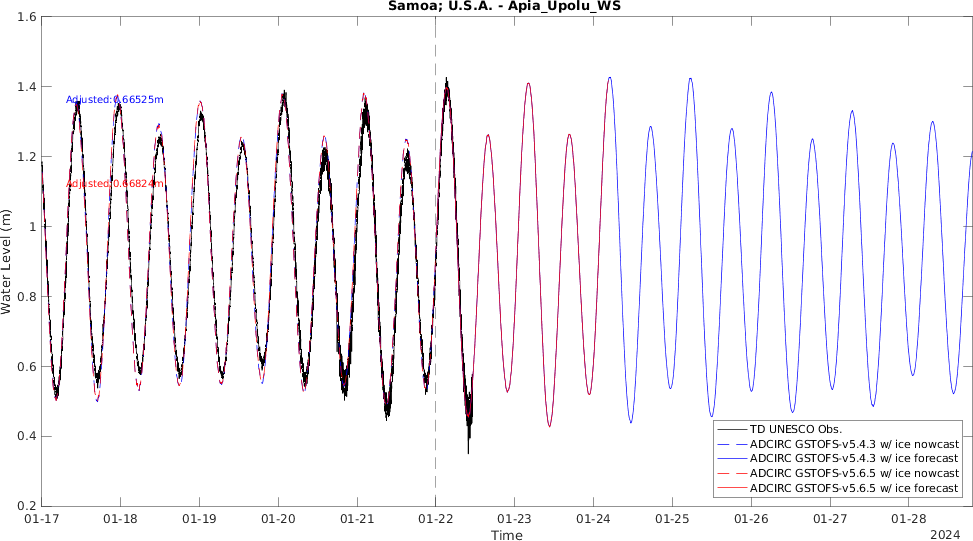 Samoa; U.S.A. - Apia_Upolu_WS
1.6
1.4
1.2
1
0.8
0.6
0.4
0.2
Water Level (m)
Adjusted:0.66525m
Adjusted:0.66824m
TD UNESCO Obs.
ADCIRC GSTOFS-v5.4.3 w/ ice nowcast
ADCIRC GSTOFS-v5.4.3 w/ ice forecast
ADCIRC GSTOFS-v5.6.5 w/ ice nowcast
ADCIRC GSTOFS-v5.6.5 w/ ice forecast
01-17 01-18 01-19 01-20 01-21 01-22 01-23 01-24 01-25 01-26 01-27 01-28
Time
2024